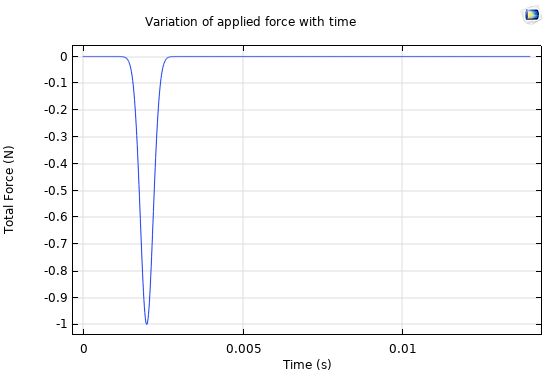 Variation of applied force with time
0
-0.1
-0.2
-0.3
-0.4
-0.5
-0.6
-0.7
-0.8
-0.9
-1
Total Force (N)
0 0.005 0.01
Time (s)